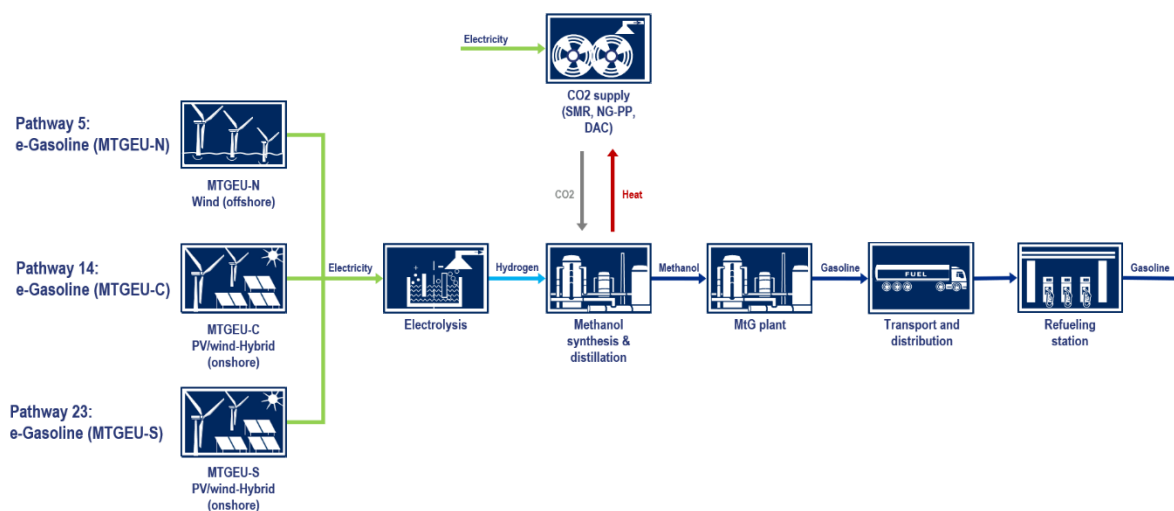 Electricity
CO2 supply
(SMR, NG-PP,
DAC)
Pathway 5:
e-Gasoline (MTGEU-N)
MTGEU-N
Wind (offshore)
CO2
Heat
Pathway 14:
e-Gasoline (MTGEU-C)
MTGEU-C
PV/wind-Hybrid
(onshore)
Electricity
Electrolysis
Hydrogen
Methanol
synthesis &
distillation
Methanol
MtG plant
Gasoline
FUEL
Transport and
distribution
Refueling
station
Gasoline
Pathway 23:
e-Gasoline (MTGEU-S)
MTGEU-S
PV/wind-Hybrid
(onshore)